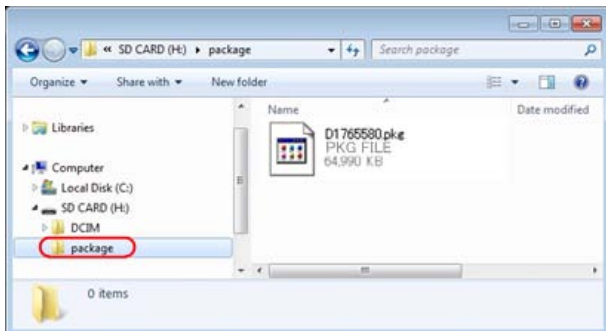 « SD CARD (H:) ▸ package
Search package
Organize ▼ Share with ▼ New folder
Name
Date modified
Libraries
D1765580.pkg
PKG FILE
64,990 KB
Computer
Local Disk (C:)
SD CARD (H:)
DCIM
package
0 items